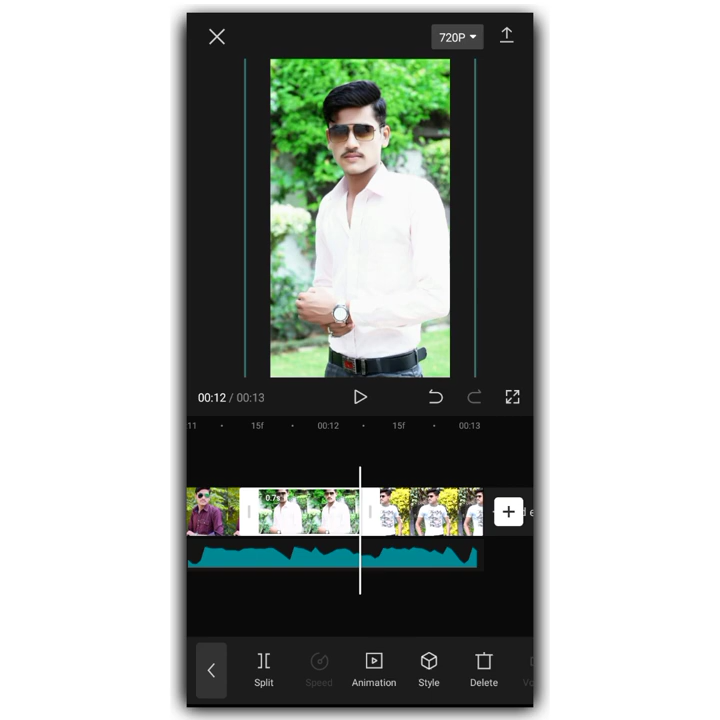 720P
00:12 / 00:13
11 15f 00:12 15f 00:13
0.7s
Split Speed Animation Style Delete